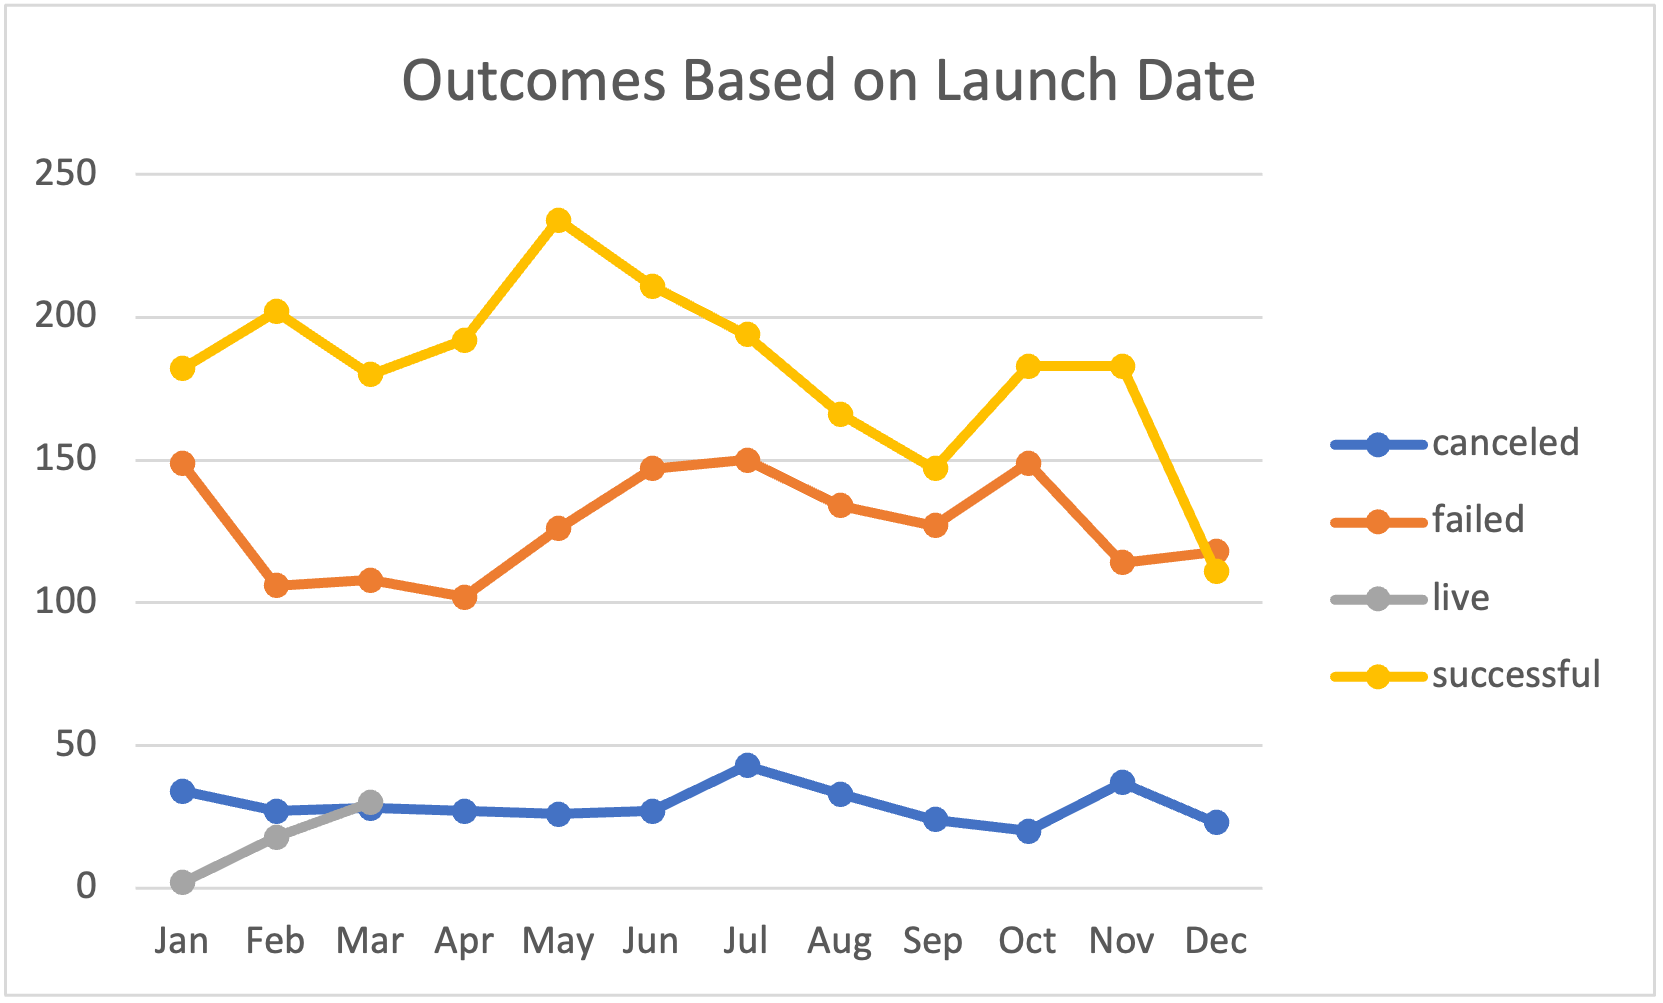 Outcomes Based on Launch Date
250
200
150
100
50
0
Jan Feb Mar Apr May Jun Jul Aug Sep Oct Nov Dec
canceled
failed
live
successful